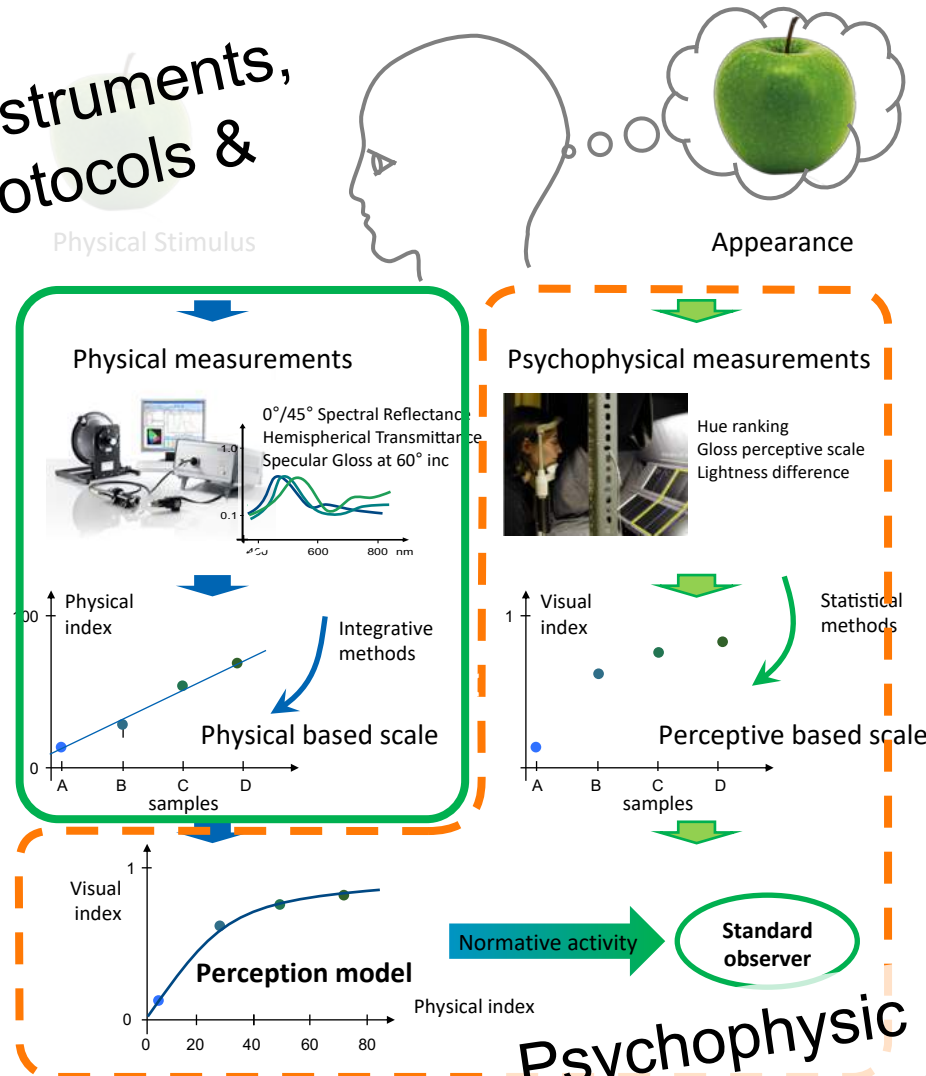 struments,
otocols &
Physical Stimulus
Appearance
Physical measurements
0°/45° Spectral Reflectance
Hemispherical Transmittance
Specular Gloss at 60° inc
1.0
0.1
600
800
nm
Psychophysical measurements
Hue ranking
Gloss perceptive scale
Lightness difference
Physical
index
Integrative
methods
Physical based scale
0
A
B
C
D
samples
1
Visual
index
Statistical
methods
Perceptive based scale
A
B
C
D
samples
1
Visual
index
Perception model
0
0
20
40
60
80
Physical index
Normative activity
Standard
observer
Psychophysic